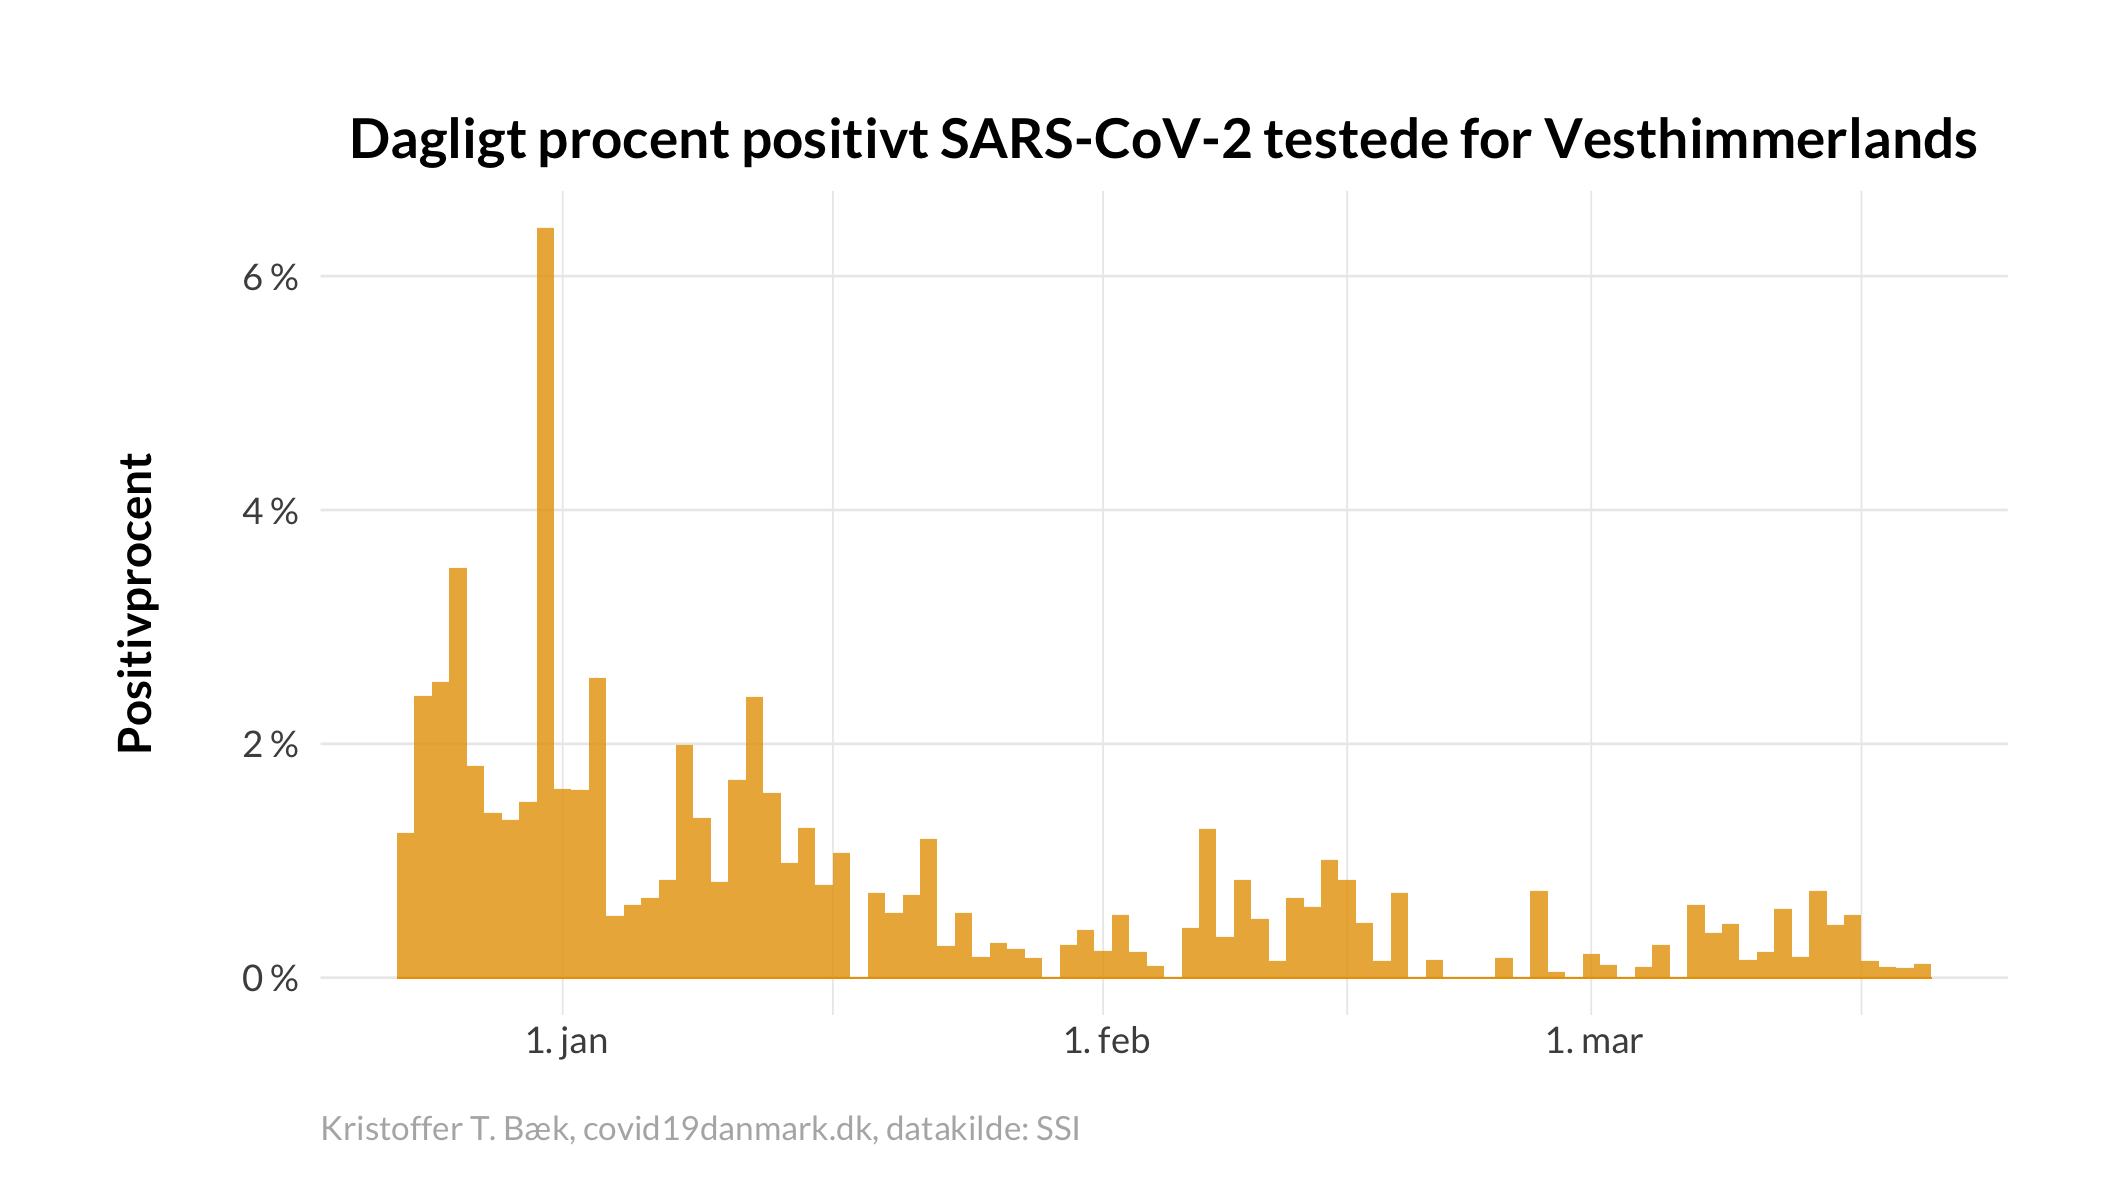 Dagligt procent positivt SARS-CoV-2 testede for Vesthimmerlands
Positivprocent
6 %
4 %
2 %
0 %
1. jan
1. feb
1. mar
Kristoffer T. Bæk, covid19danmark.dk, datakilde: SSI